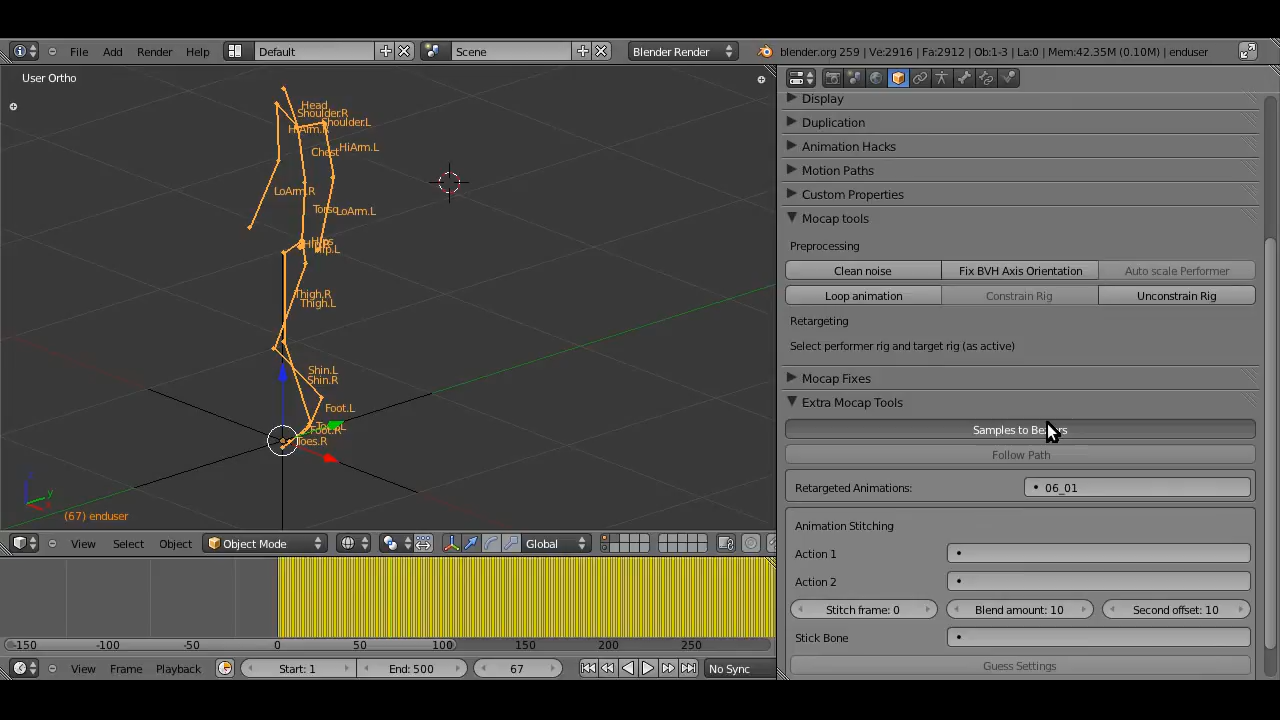 File Add Render Help Default Scene Blender Render blender.org 259 | Ve:2916 | Fa:2912 | Ob:1-3 | La:0 | Mem:42.35M (0.10M) | enduser
User Ortho
Head
Shoulder.R
Shoulder.L
HiArm.R
HiArm.L
Chest
LoArm.R
Torso
LoArm.L
Hip.L
Thigh.R
Thigh.L
Shin.L
Shin.R
Foot.L
Foot.R
Toes.R
z
y
(67) enduser
View Select Object Object Mode Global
-150 -100 -50 0 50 100 150 200 250
View Frame Playback Start: 1 End: 500 67 No Sync
Display
Duplication
Animation Hacks
Motion Paths
Custom Properties
Mocap tools
Preprocessing
Clean noise Fix BVH Axis Orientation Auto scale Performer
Loop animation Constrain Rig Unconstrain Rig
Retargeting
Select performer rig and target rig (as active)
Mocap Fixes
Extra Mocap Tools
Samples to Beziers
Follow Path
Retargeted Animations: 06_01
Animation Stitching
Action 1
Action 2
Stitch frame: 0 Blend amount: 10 Second offset: 10
Stick Bone
Guess Settings